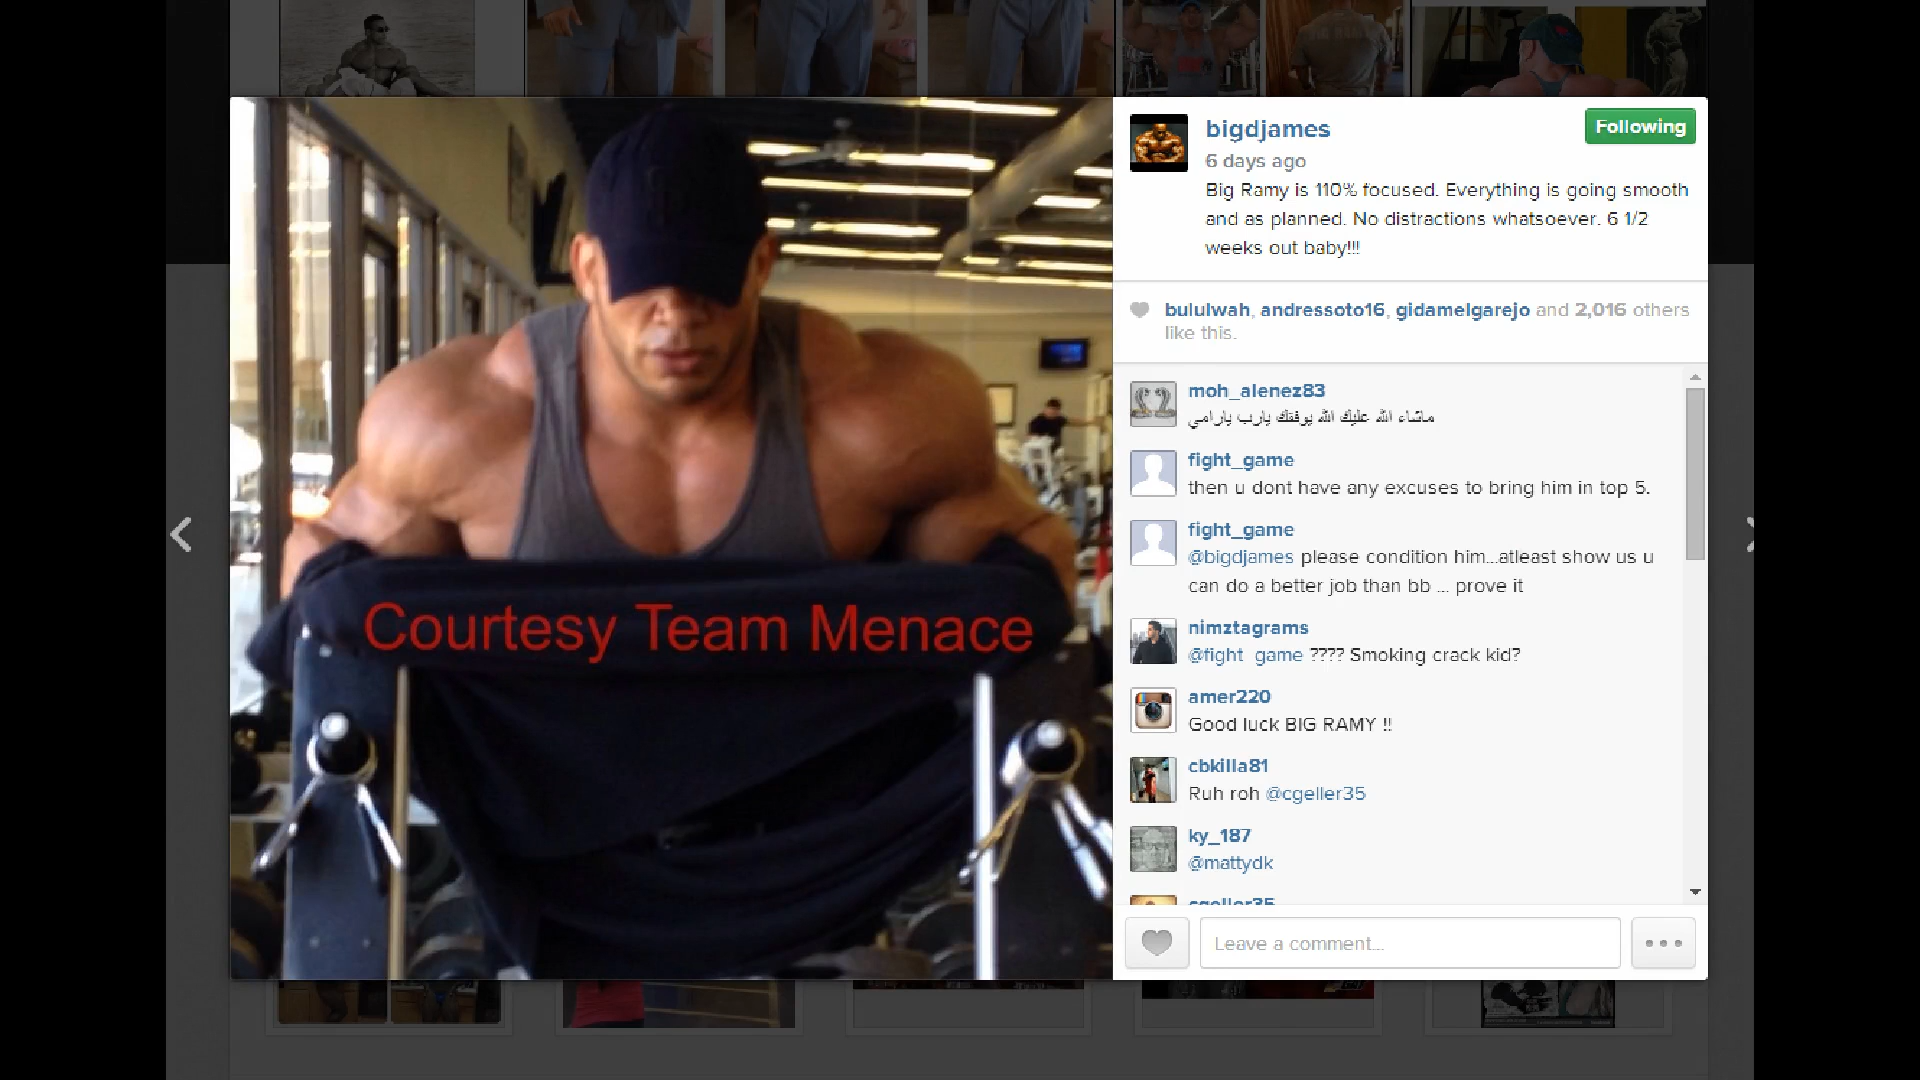 Courtesy Team Menace
bigdjames
Following
6 days ago
Big Ramy is 110% focused. Everything is going smooth
and as planned. No distractions whatsoever. 6 1/2
weeks out baby!!!
bululwah, andressoto16, gidamelgarejo and 2,016 others
like this.
moh_alenez83
ماشاء الله عليك الله يوفقك يارب يارامي
fight_game
then u dont have any excuses to bring him in top 5.
fight_game
@bigdjames please condition him...atleast show us u
can do a better job than bb ... prove it
nimztagrams
@fight_game ???? Smoking crack kid?
amer220
Good luck BIG RAMY !!
cbkilla81
Ruh roh @cgeller35
ky_187
@mattydk
cgeller35
Leave a comment...